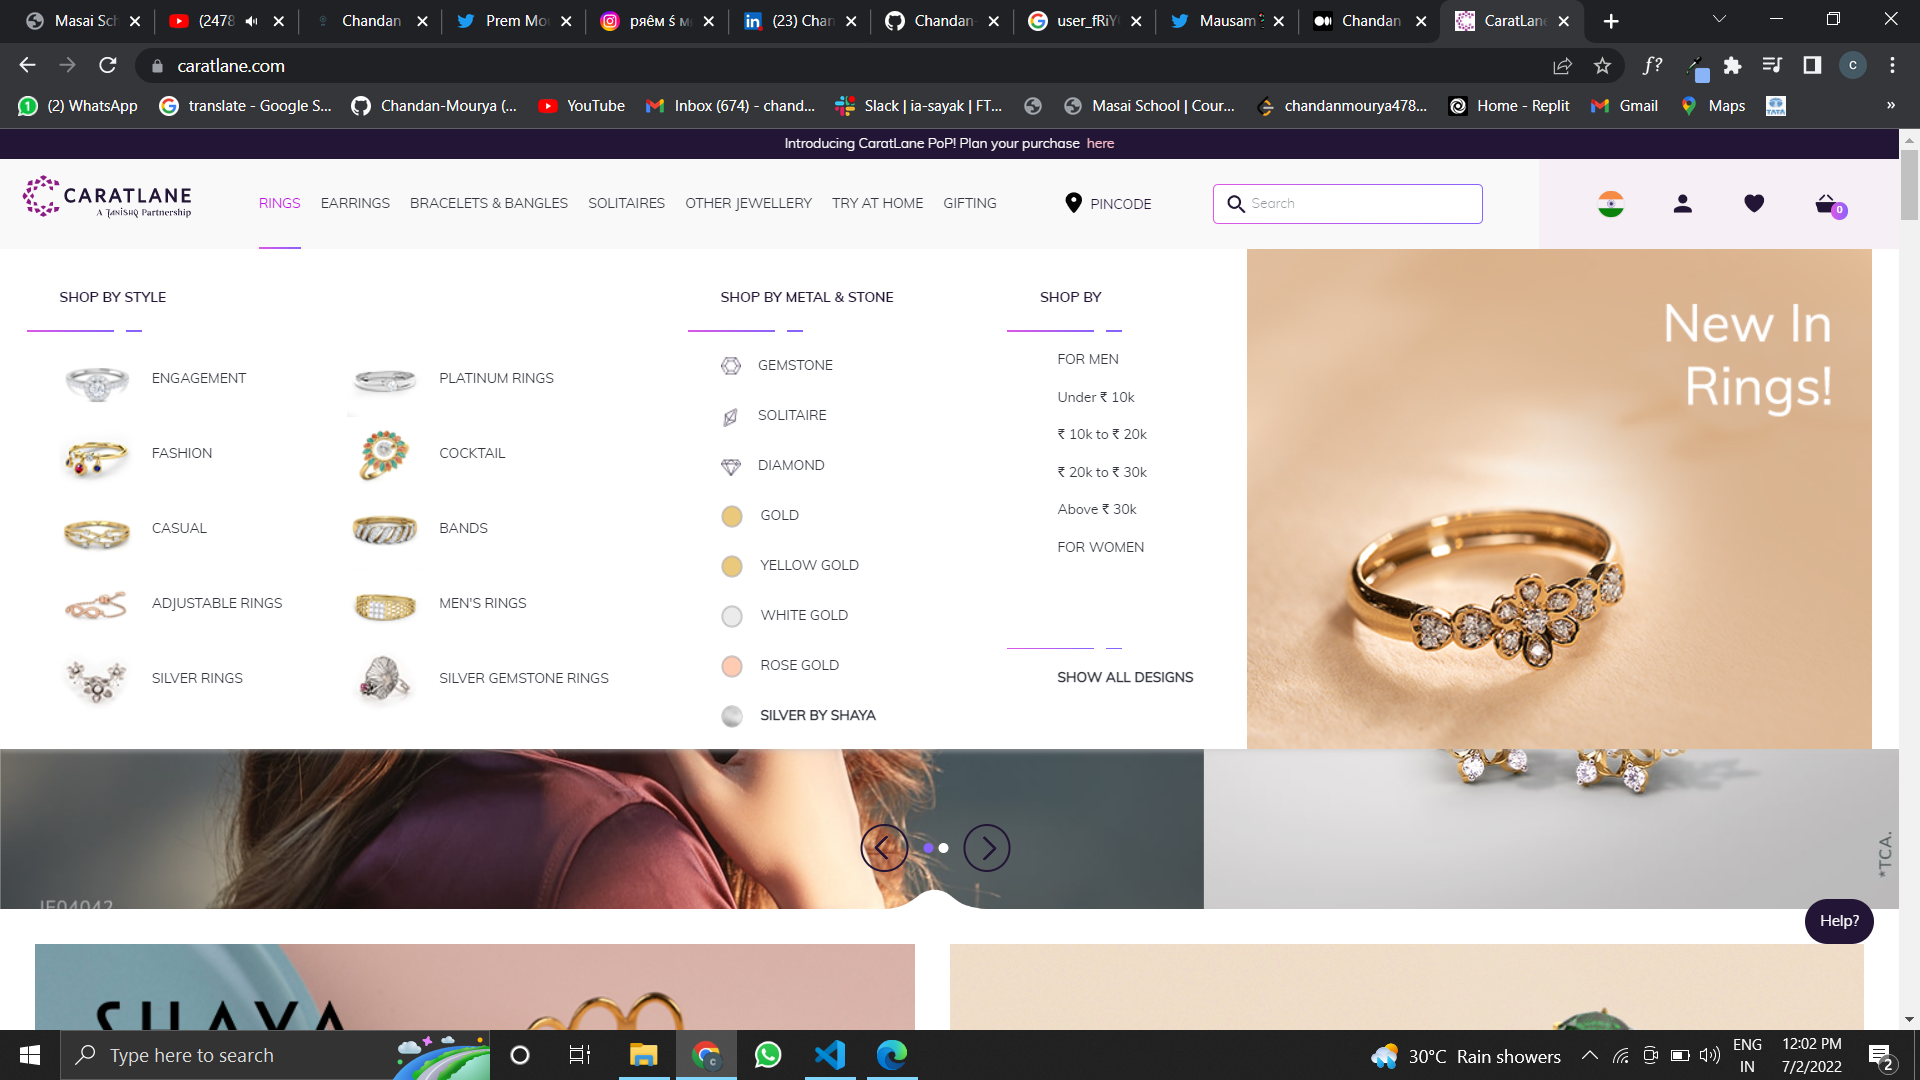 Masai Sch
(2478
Chandan
Prem Mou
ρяêм ś мσ
(23) Chan
Chandan-
user_fRiY
Mausam
Chandan
CaratLane
caratlane.com
f?
c
(2) WhatsApp
translate - Google S...
Chandan-Mourya (...
YouTube
Inbox (674) - chand...
Slack | ia-sayak | FT...
Masai School | Cour...
chandanmourya478...
Home - Replit
Gmail
Maps
TATA
»
Introducing CaratLane PoP! Plan your purchase here
CARATLANE
A TANISHQ Partnership
RINGS
EARRINGS
BRACELETS & BANGLES
SOLITAIRES
OTHER JEWELLERY
TRY AT HOME
GIFTING
PINCODE
Search
0
SHOP BY STYLE
ENGAGEMENT
PLATINUM RINGS
FASHION
COCKTAIL
CASUAL
BANDS
ADJUSTABLE RINGS
MEN'S RINGS
SILVER RINGS
SILVER GEMSTONE RINGS
SHOP BY METAL & STONE
GEMSTONE
SOLITAIRE
DIAMOND
GOLD
YELLOW GOLD
WHITE GOLD
ROSE GOLD
SILVER BY SHAYA
SHOP BY
FOR MEN
Under ₹ 10k
₹ 10k to ₹ 20k
₹ 20k to ₹ 30k
Above ₹ 30k
FOR WOMEN
SHOW ALL DESIGNS
New In
Rings!
*TCA.
JE04042
Help?
SHAYA
Type here to search
30°C Rain showers
ENG
IN
12:02 PM
7/2/2022
2